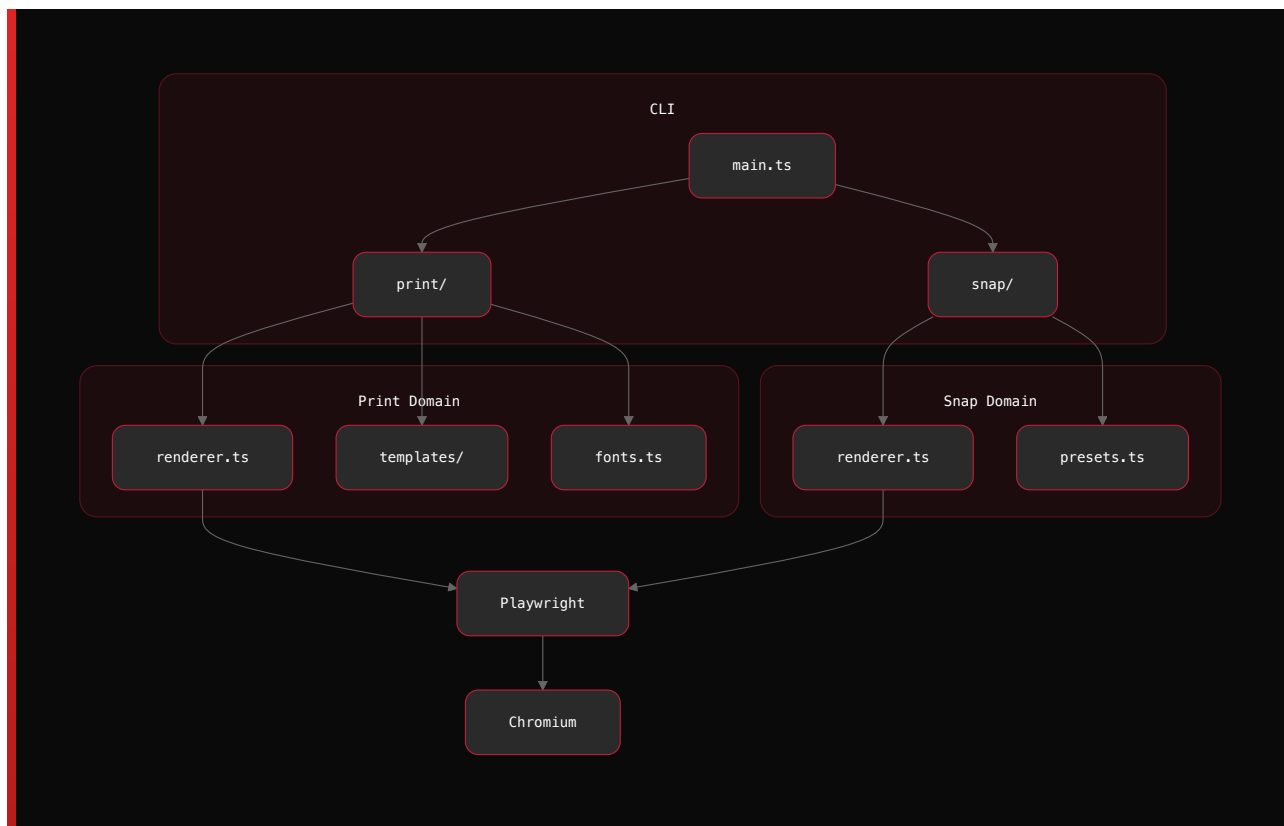 CLI
main.ts
print/
snap/
Print Domain
Snap Domain
renderer.ts
templates/
fonts.ts
renderer.ts
presets.ts
Playwright
Chromium